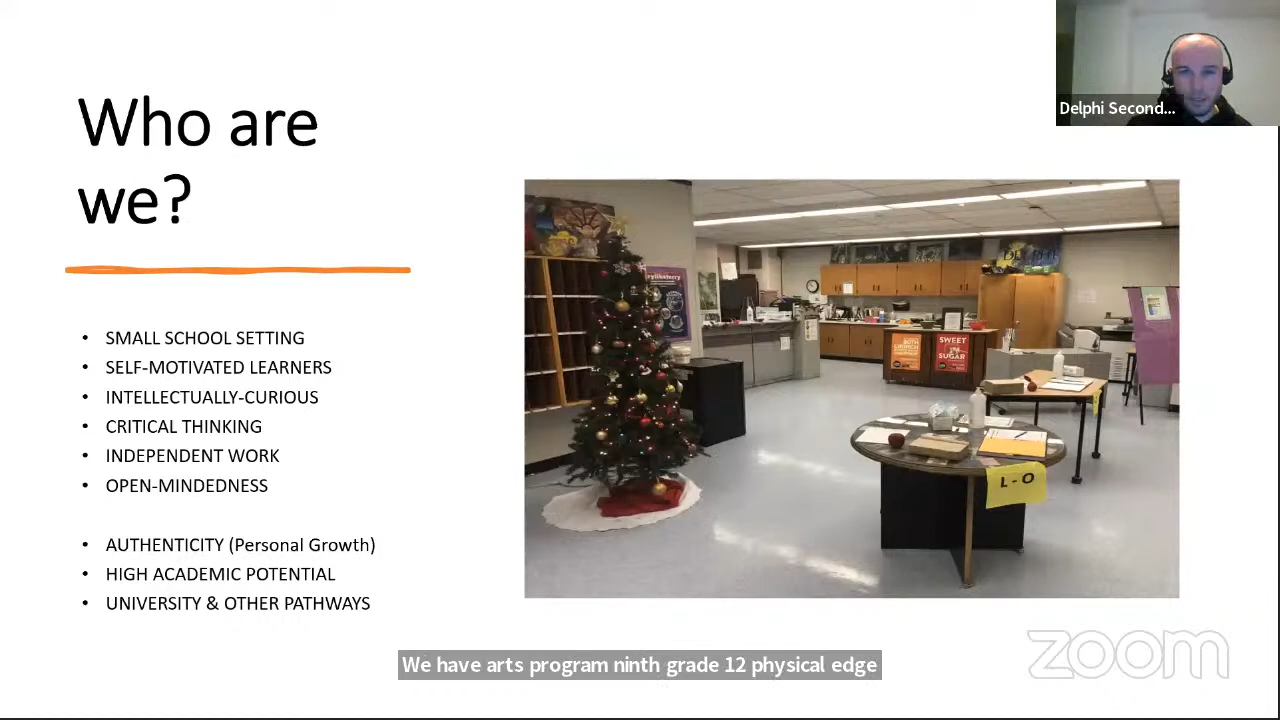 Delphi Second...
Who are
we?
• SMALL SCHOOL SETTING
• SELF-MOTIVATED LEARNERS
• INTELLECTUALLY-CURIOUS
• CRITICAL THINKING
• INDEPENDENT WORK
• OPEN-MINDEDNESS
• AUTHENTICITY (Personal Growth)
• HIGH ACADEMIC POTENTIAL
• UNIVERSITY & OTHER PATHWAYS
SWEET
SUGAR
L-O
We have arts program ninth grade 12 physical edge
zoom